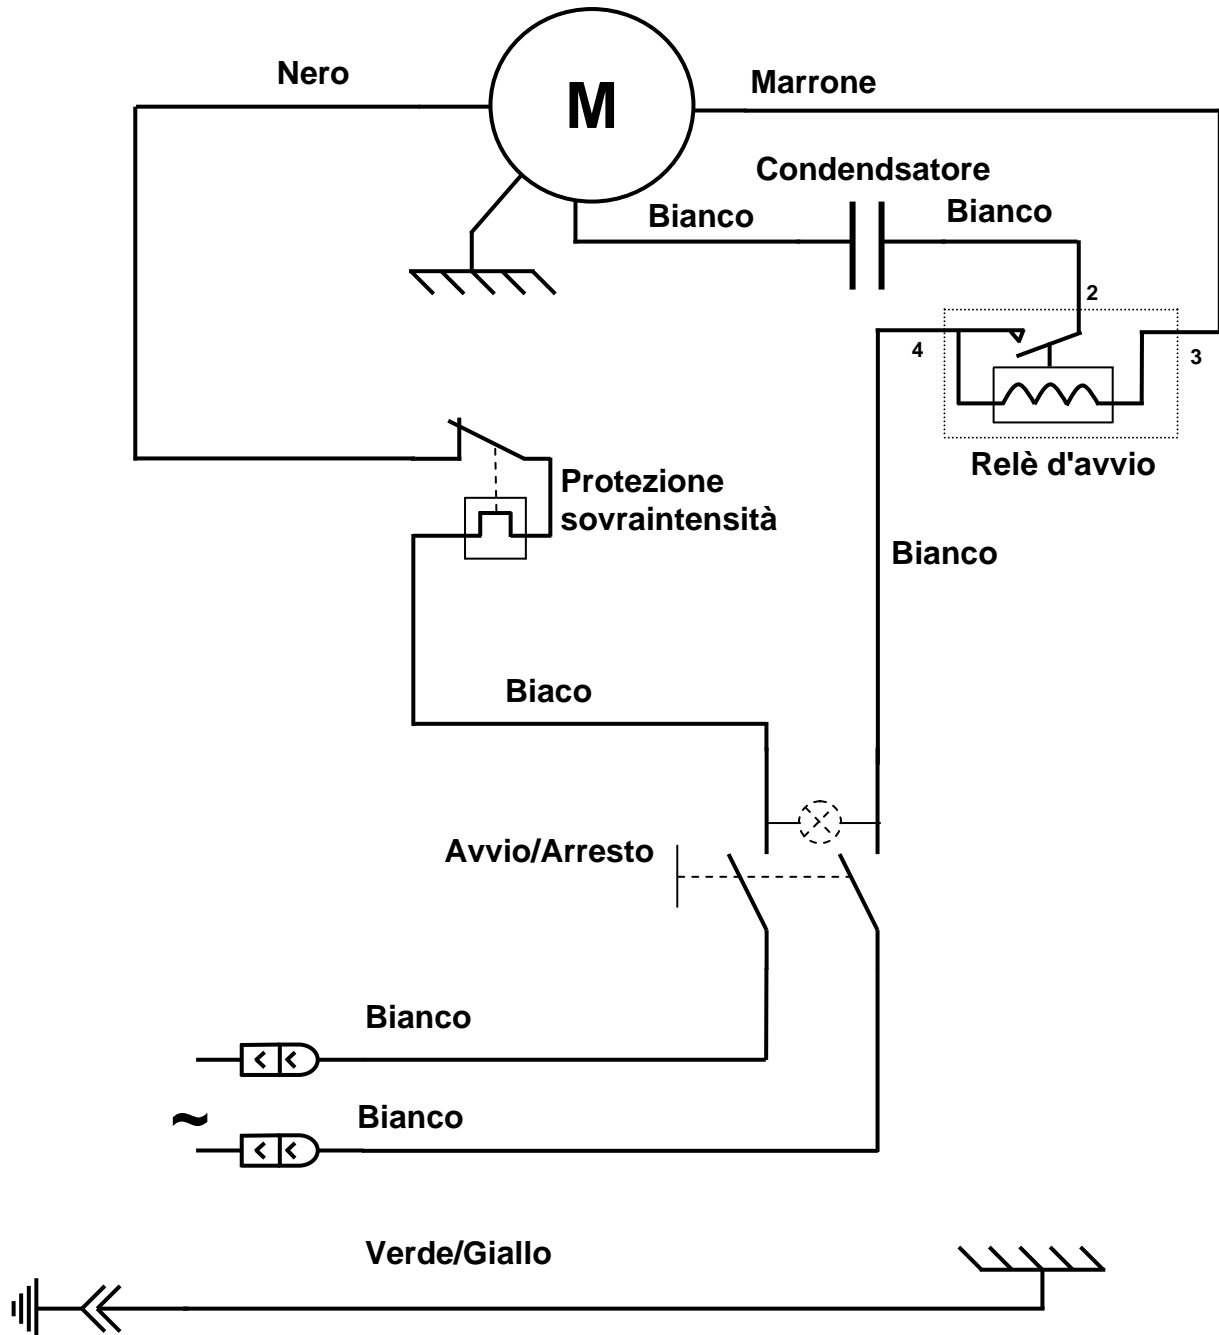 Nero
M
Marrone
Condendsatore
Bianco
Bianco
2
4
3
Relè d'avvio
Protezione
sovraintensità
Bianco
Biaco
Avvio/Arresto
Bianco
~
Bianco
Verde/Giallo